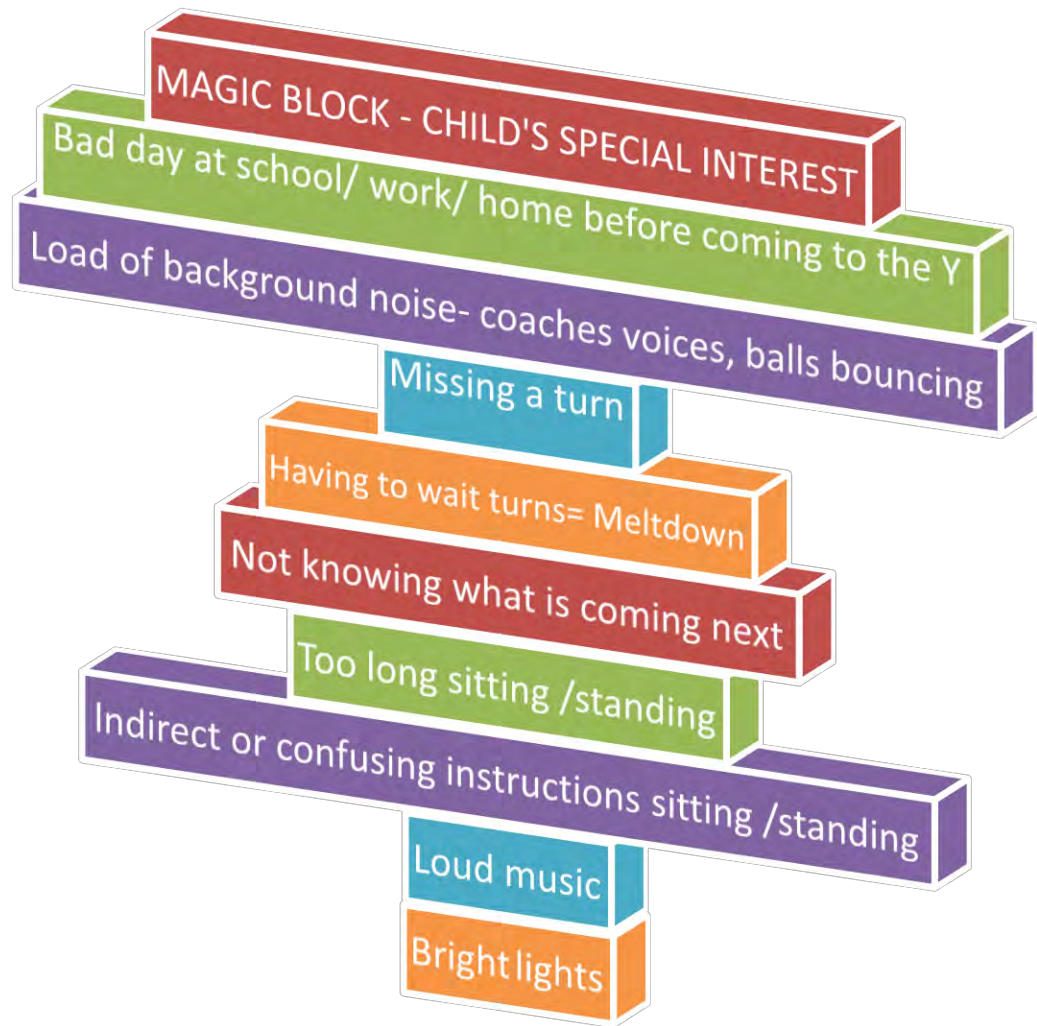 MAGIC BLOCK - CHILD'S SPECIAL INTEREST
Bad day at school/ work/ home before coming to the Y
Load of background noise- coaches voices, balls bouncing
Missing a turn
Having to wait turns= Meltdown
Not knowing what is coming next
Too long sitting /standing
Indirect or confusing instructions sitting /standing
Loud music
Bright lights